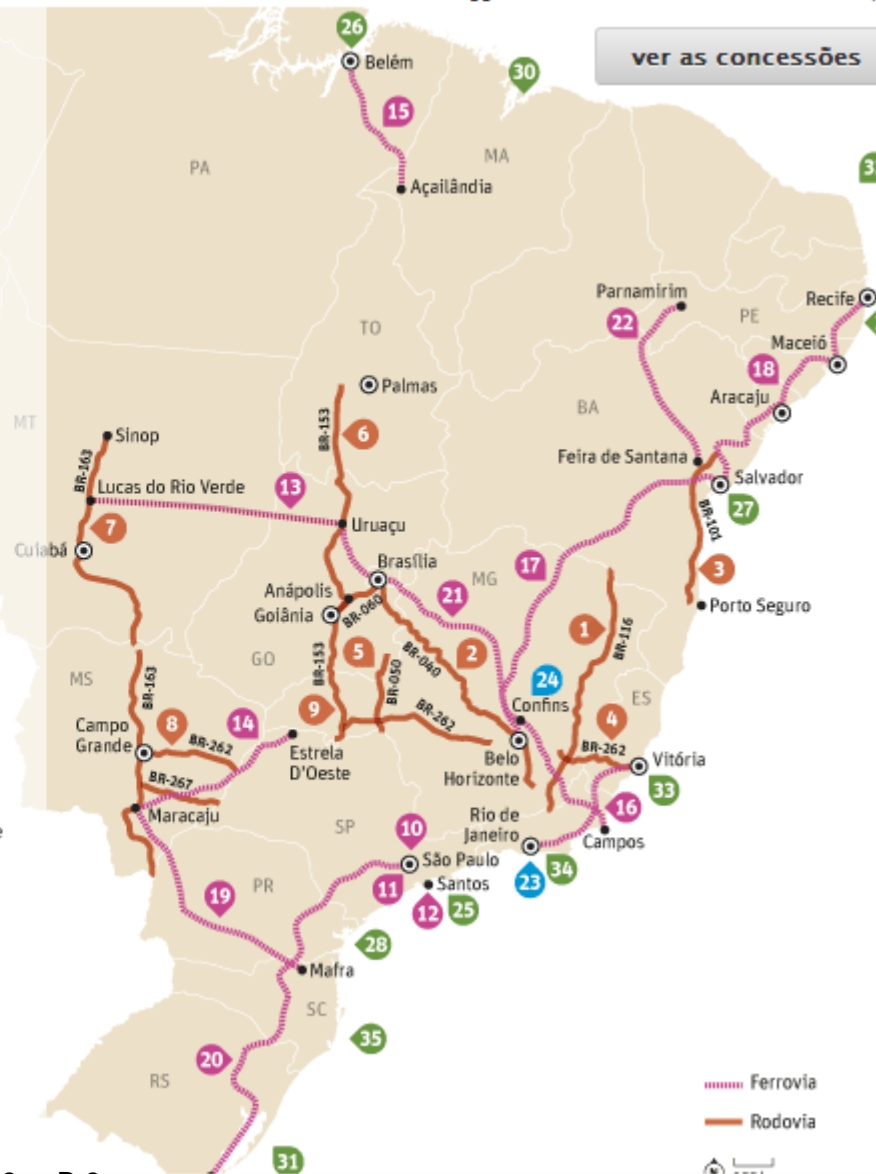 ver as concessões
26
Belém
30
15
PA
MA
Açailândia
Parnamirim
22
PE
Recife
TO
Maceió
18
Palmas
Aracaju
BA
MT
BR-153
6
Sinop
BR-163
Feira de Santana
Lucas do Rio Verde
13
Salvador
27
7
Uruaçu
BR-101
Cuiabá
Brasília
MG
17
3
Anápolis
21
Goiânia
BR-060
Porto Seguro
1
BR-116
5
BR-040
2
GO
BR-153
BR-050
MS
BR-163
24
ES
9
BR-262
Confins
14
4
Campo
Grande
8
BR-262
Estrela
D'Oeste
Belo
Horizonte
BR-262
Vitória
BR-267
33
Maracaju
Rio de
Janeiro
16
SP
10
Campos
São Paulo
34
23
11
Santos
12
25
PR
19
28
Mafra
SC
35
20
RS
Ferrovia
Rodovia
31